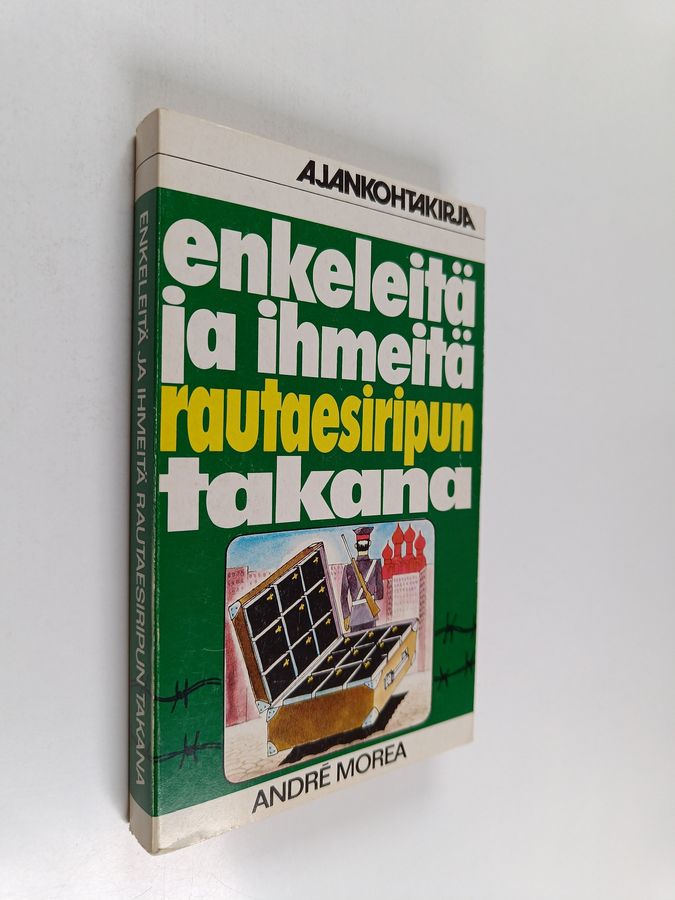 AJANKOHTAKIRJA
enkeleitä
ja ihmeitä
rautaesiripun
takana
ANDRÉ MOREA
ENKELEITÄ JA IHMEITÄ RAUTAESIRIPUN TAKANA